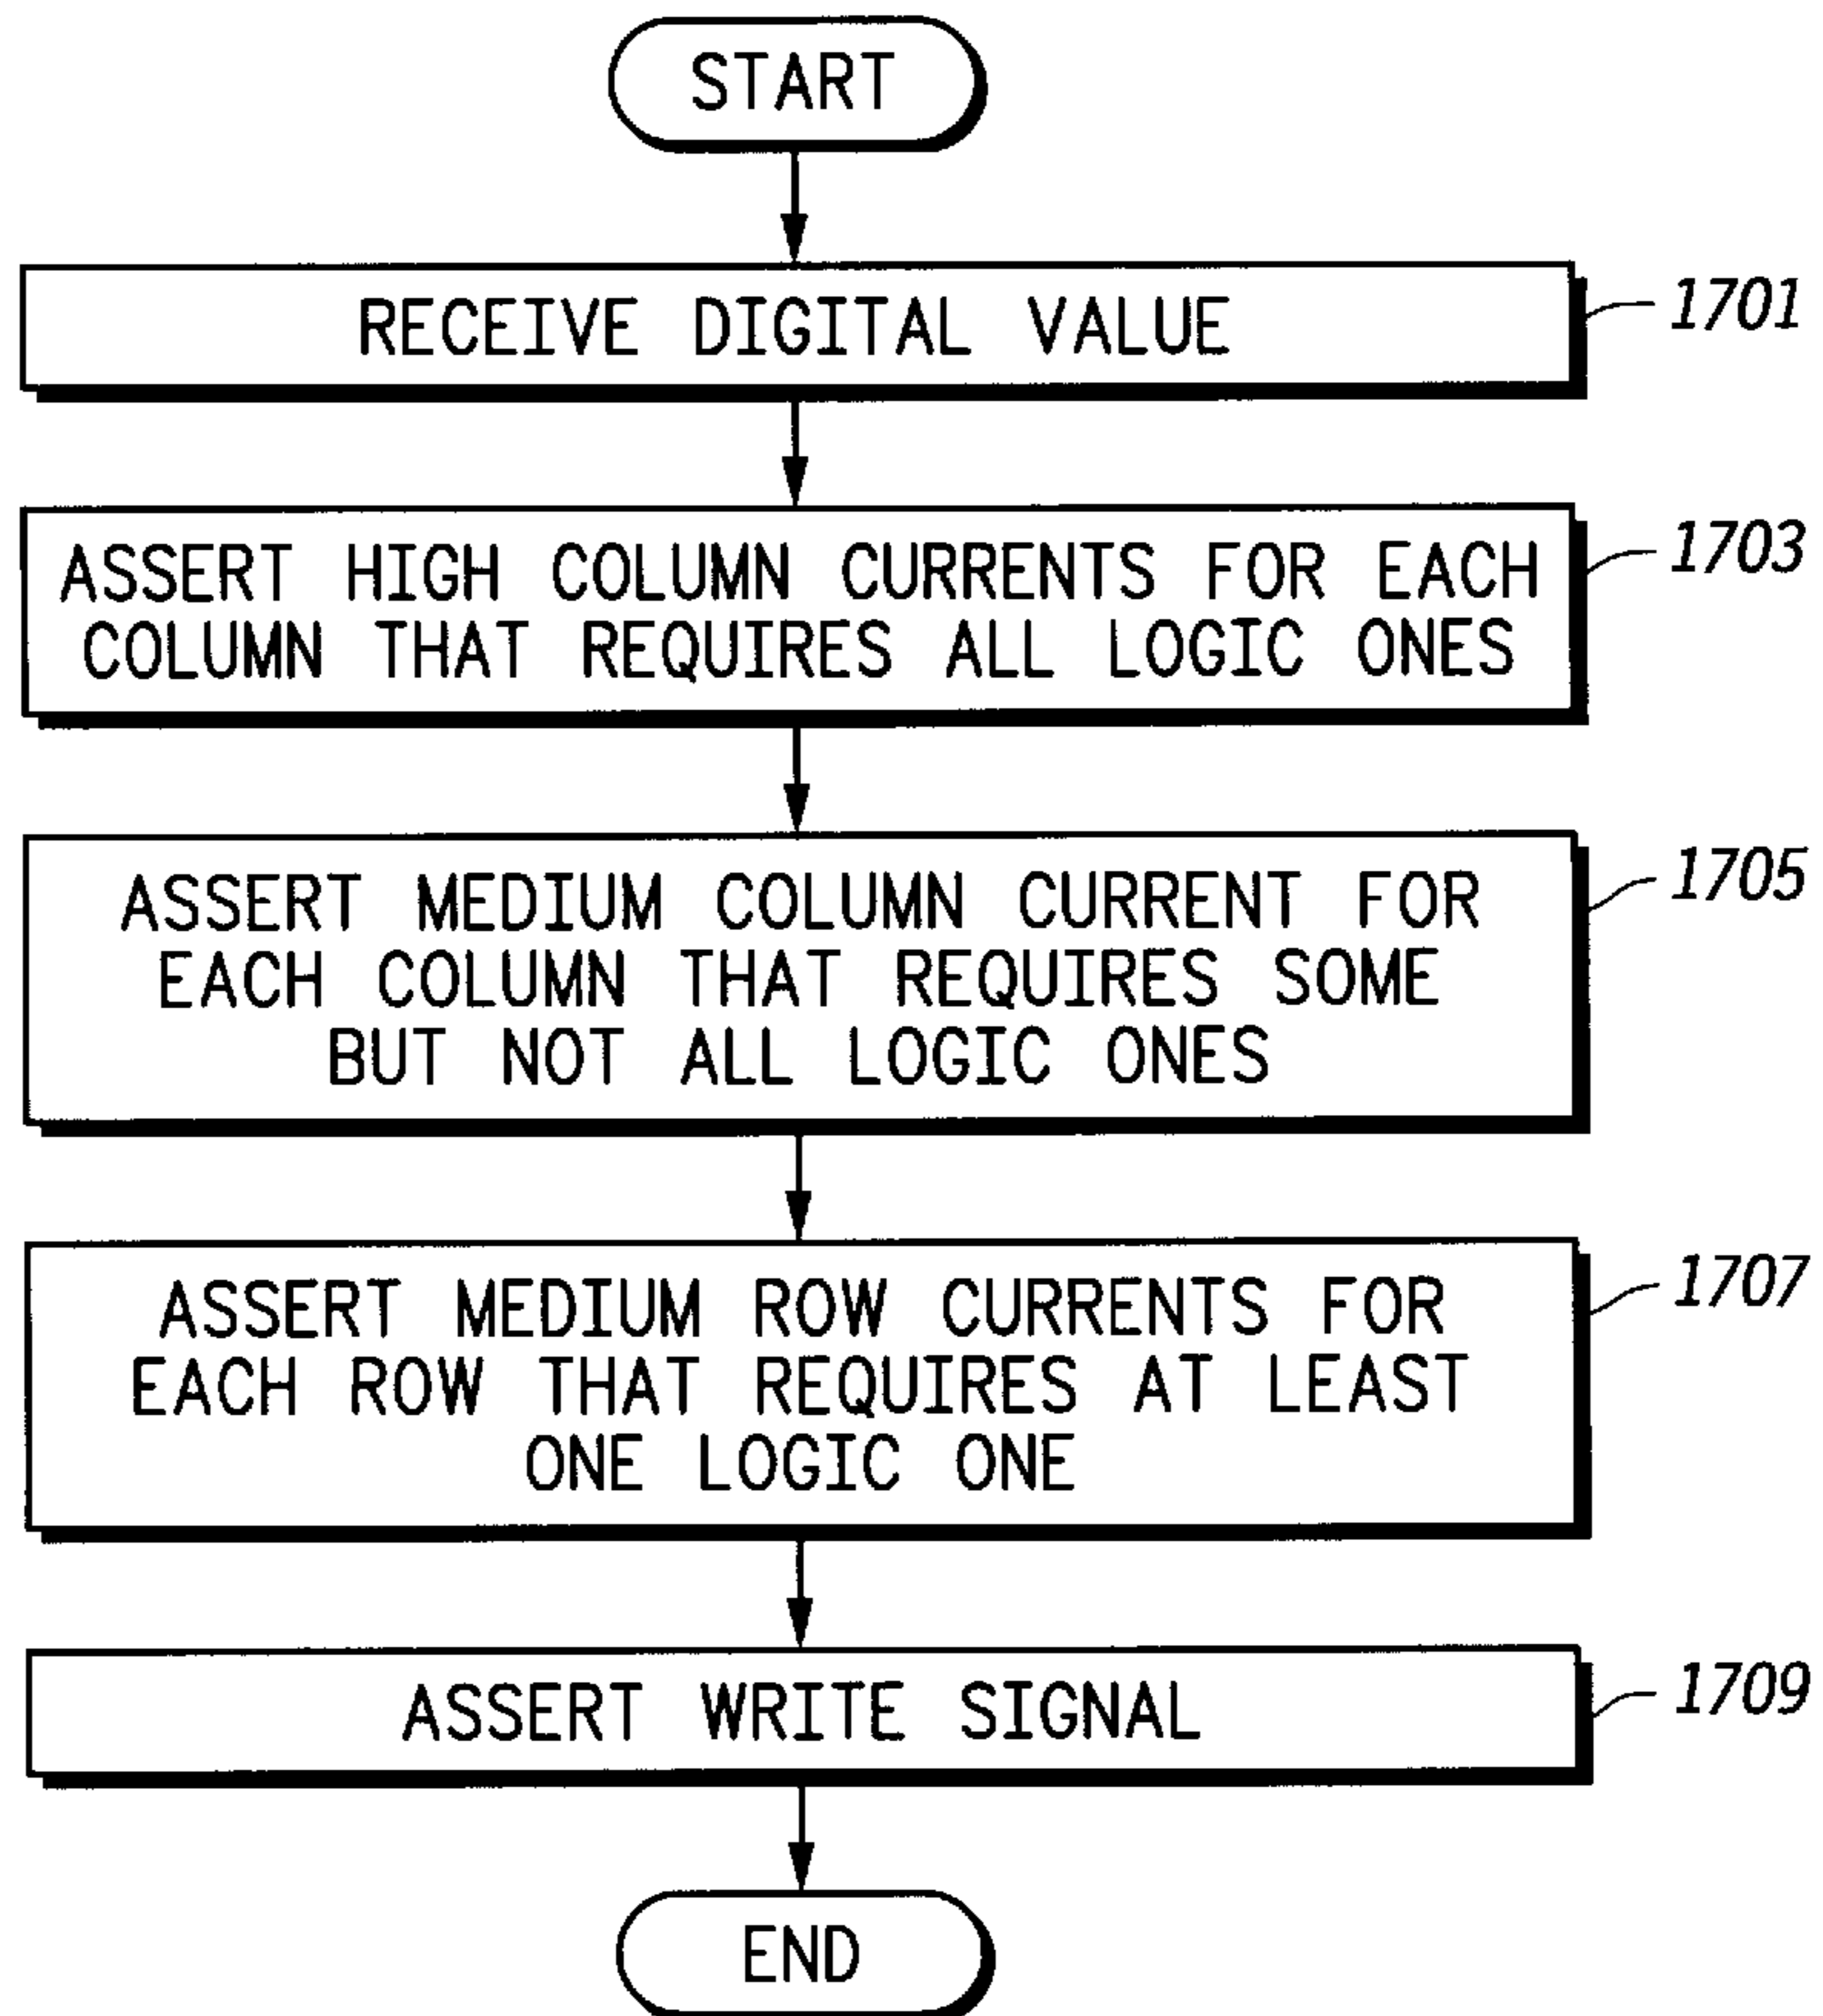 START
RECEIVE DIGITAL VALUE
1701
ASSERT HIGH COLUMN CURRENTS FOR EACH
COLUMN THAT REQUIRES ALL LOGIC ONES
1703
ASSERT MEDIUM COLUMN CURRENT FOR
EACH COLUMN THAT REQUIRES SOME
BUT NOT ALL LOGIC ONES
1705
ASSERT MEDIUM ROW CURRENTS FOR
EACH ROW THAT REQUIRES AT LEAST
ONE LOGIC ONE
1707
ASSERT WRITE SIGNAL
1709
END